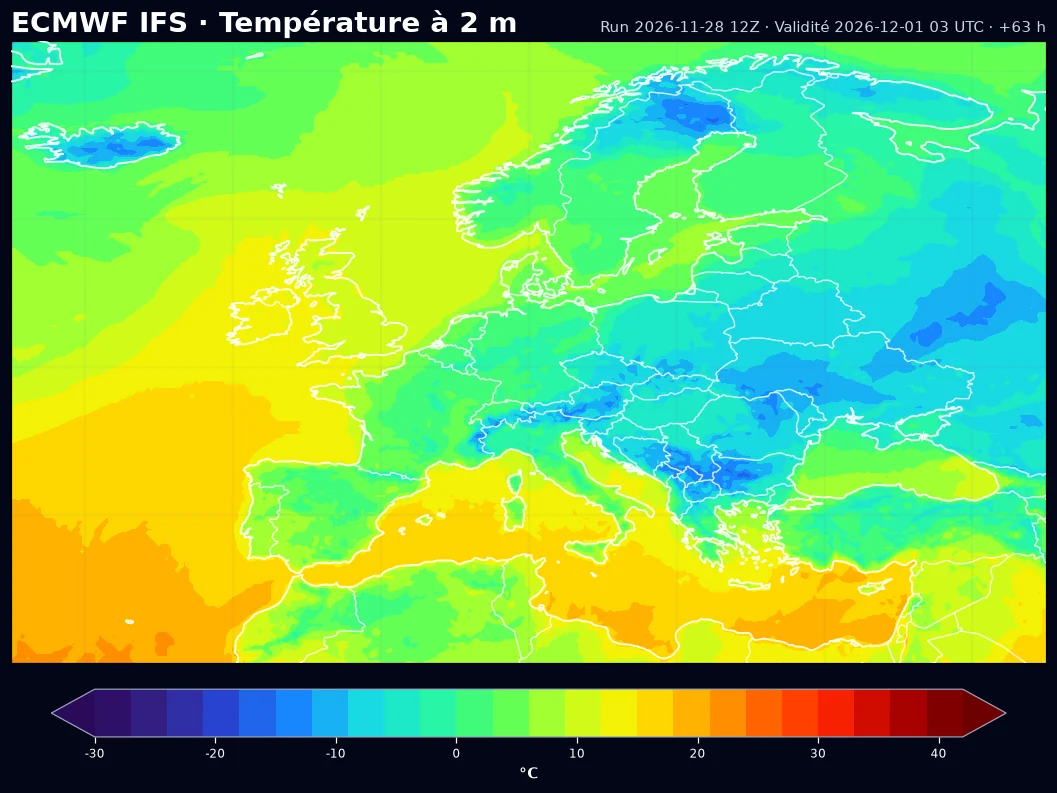 ECMWF IFS · Température à 2 m
Run 2026-11-28 12Z · Validité 2026-12-01 03 UTC · +63 h
-30 -20 -10 0 10 20 30 40
°C